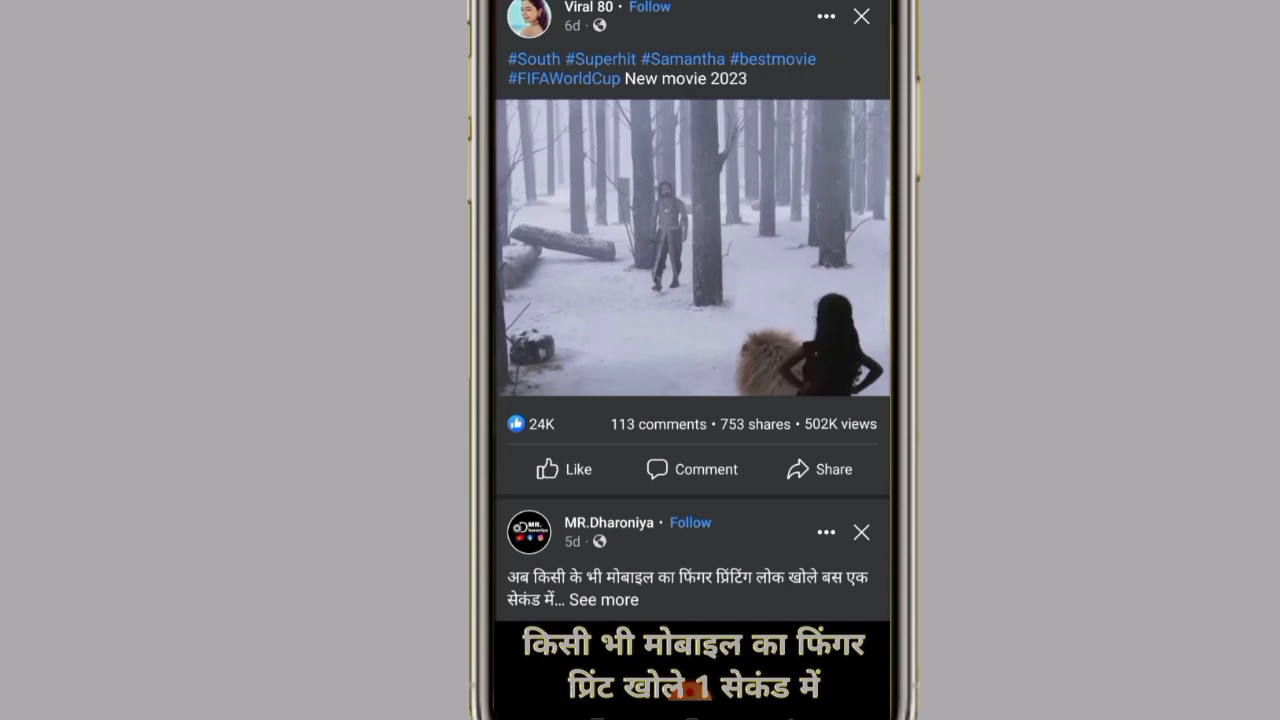 Viral 80 · Follow
6d ·
#South #Superhit #Samantha #bestmovie
#FIFAWorldCup New movie 2023
24K
113 comments • 753 shares • 502K views
Like
Comment
Share
MR.
MR.Dharoniya · Follow
5d ·
अब किसी के भी मोबाइल का फिंगर प्रिंटिंग लोक खोले बस एक
सेकंड में... See more
किसी भी मोबाइल का फिंगर
प्रिंट खोले 1 सेकंड में